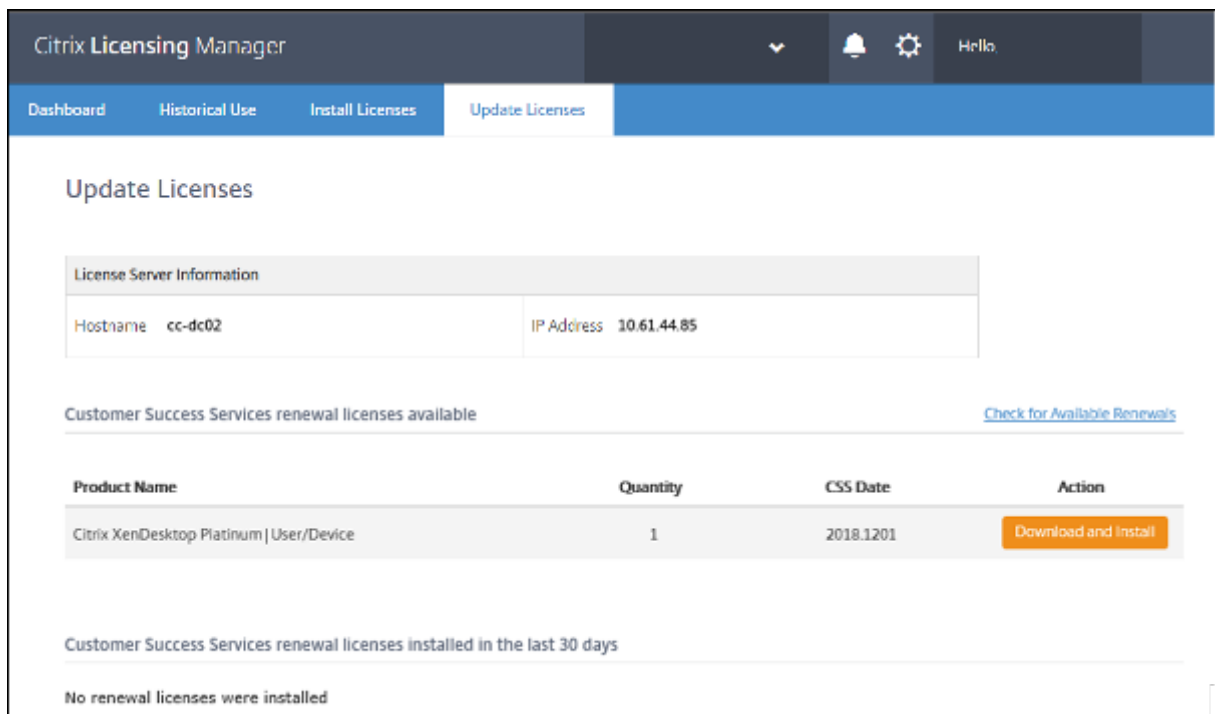 Citrix Licensing Manager
Hello,
Dashboard Historical Use Install Licenses Update Licenses
Update Licenses
License Server Information
Hostname cc-dc02 IP Address 10.61.44.85
Customer Success Services renewal licenses available Check for Available Renewals
Product Name Quantity CSS Date Action
Citrix XenDesktop Platinum|User/Device 1 2018.1201 Download and Install
Customer Success Services renewal licenses installed in the last 30 days
No renewal licenses were installed